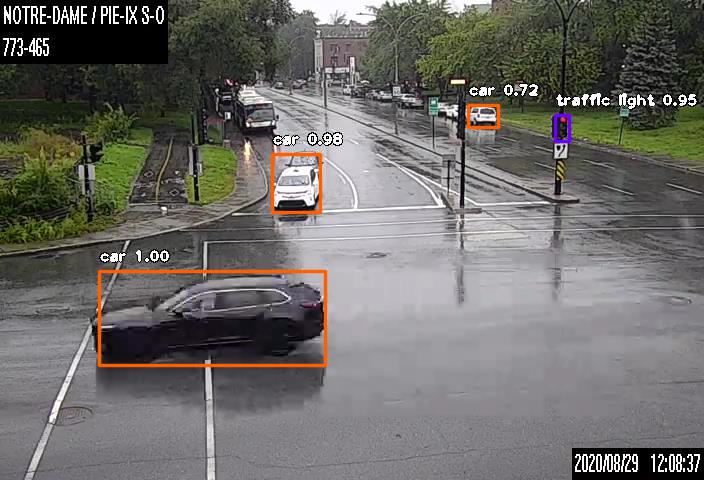 NOTRE-DAME / PIE-IX S-O
773-465
car 0.72
traffic light 0.95
car 0.98
car 1.00
2020/08/29 12:08:37